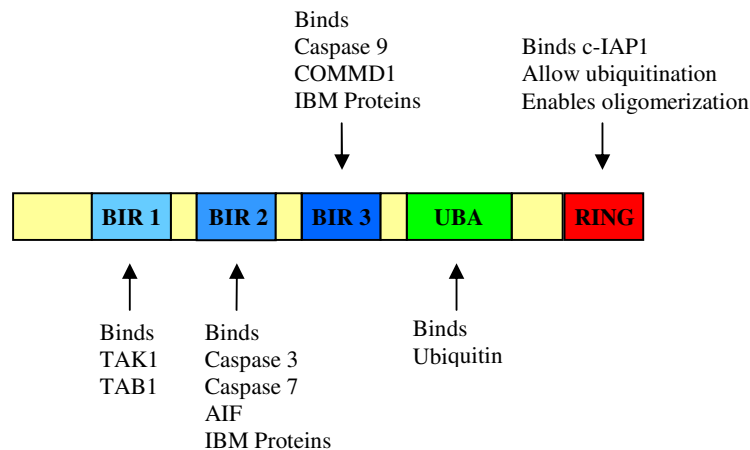 Binds
Caspase 9
COMMD1
IBM Proteins
Binds c-IAP1
Allow ubiquitination
Enables oligomerization
BIR 1
BIR 2
BIR 3
UBA
RING
Binds
TAK1
TAB1
Binds
Caspase 3
Caspase 7
AIF
IBM Proteins
Binds
Ubiquitin